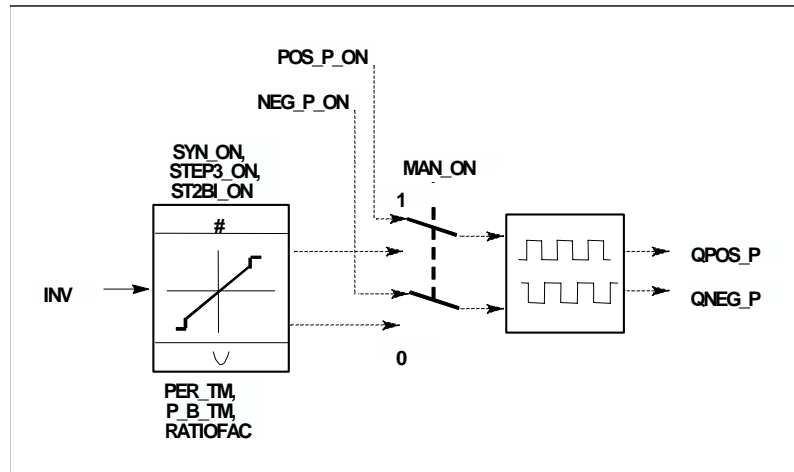 POS_P_ON
NEG_P_ON
SYN_ON,
STEP3_ON,
ST2BI_ON
MAN_ON
1
#
INV
QPOS_P
QNEG_P
0
PER_TM,
P_B_TM,
RATIOFAC